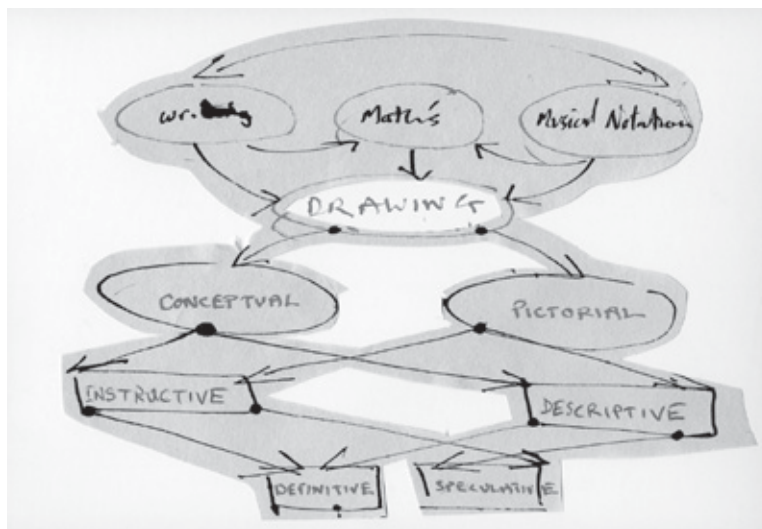 Math's
Musical Notation
DRAWING
CONCEPTUAL
PICTORIAL
INSTRUCTIVE
DESCRIPTIVE
DEFINITIVE
SPECULATIVE